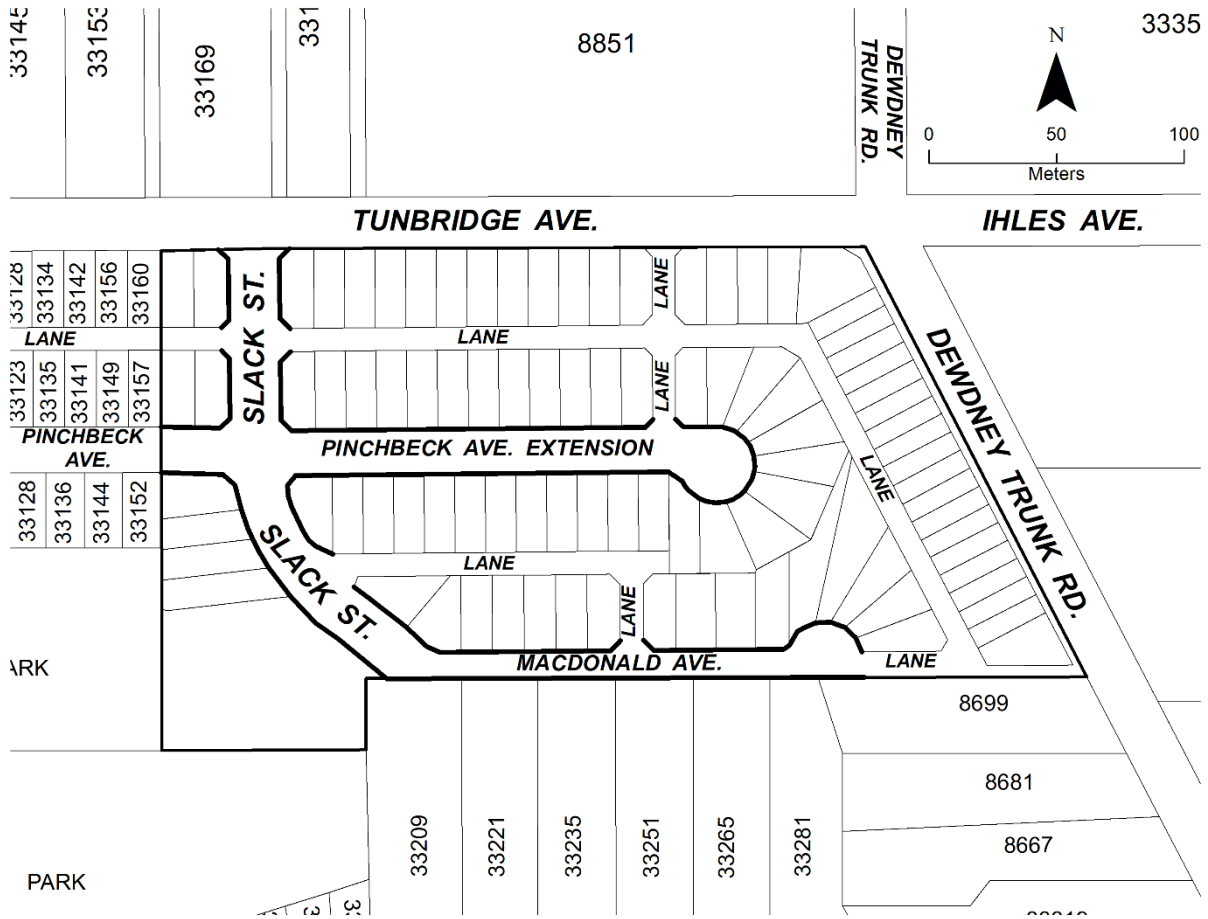 33145
33153
33169
8851
DEWDNEY
TRUNK RD.
3335
N
0 50 100
Meters
TUNBRIDGE AVE.
IHLES AVE.
33128
33134
33142
33156
33160
SLACK ST.
LANE
LANE
LANE
33123
33135
33141
33149
33157
LANE
DEWDNEY TRUNK RD.
PINCHBECK
AVE.
PINCHBECK AVE. EXTENSION
LANE
33128
33136
33144
33152
SLACK ST.
LANE
LANE
MACDONALD AVE.
LANE
8699
8681
8667
33209
33221
33235
33251
33265
33281
PARK